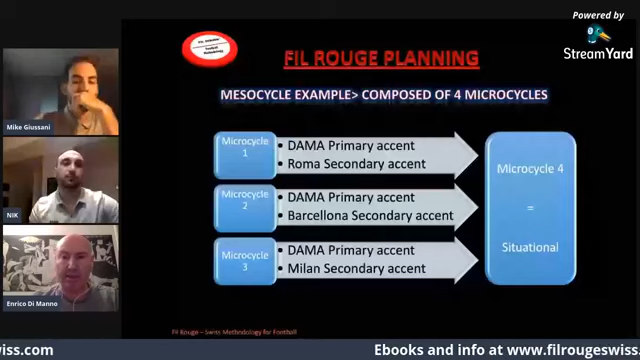 Powered by
StreamYard
FIL ROUGE PLANNING
MESOCYCLE EXAMPLE> COMPOSED OF 4 MICROCYCLES
Mike Giussani
Microcycle
1
• DAMA Primary accent
• Roma Secondary accent
Microcycle
2
• DAMA Primary accent
• Barcellona Secondary accent
Microcycle
3
• DAMA Primary accent
• Milan Secondary accent
Microcycle 4
=
Situational
NIK
Enrico Di Manno
Fil Rouge – Swiss Methodology for Football
iss.com
Ebooks and info at www.filrougeswiss.